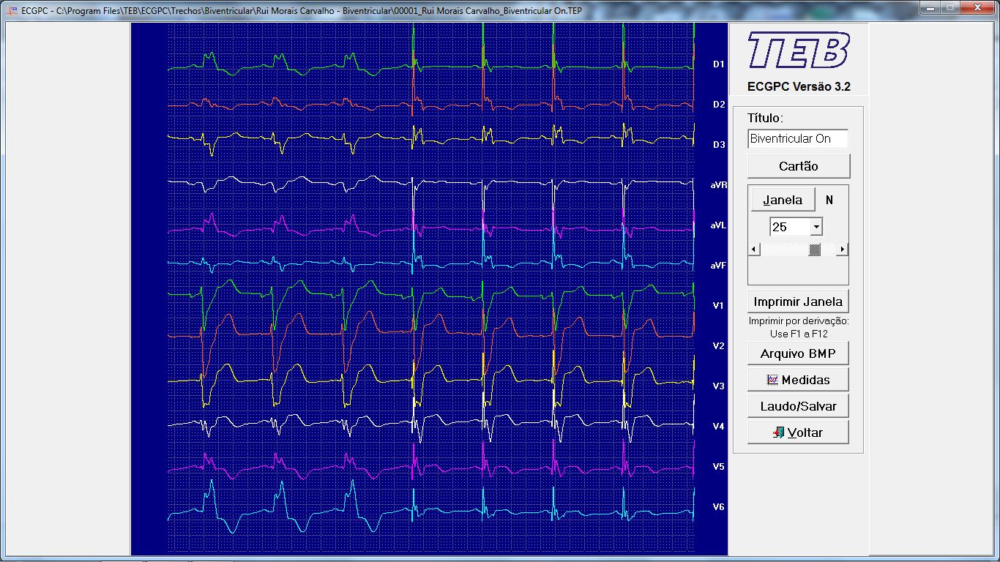 ECGPC - C:\Program Files\TEB\ECGPC\Trechos\Biventricular\Rui Morais Carvalho - Biventricular\00001_Rui Morais Carvalho_Biventricular On.TEP
D1
D2
D3
aVR
aVL
aVF
V1
V2
V3
V4
V5
V6
TEB
ECGPC Versão 3.2
Título:
Biventricular On
Cartão
Janela N
25
Imprimir Janela
Imprimir por derivação:
Use F1 a F12
Arquivo BMP
Medidas
Laudo/Salvar
Voltar